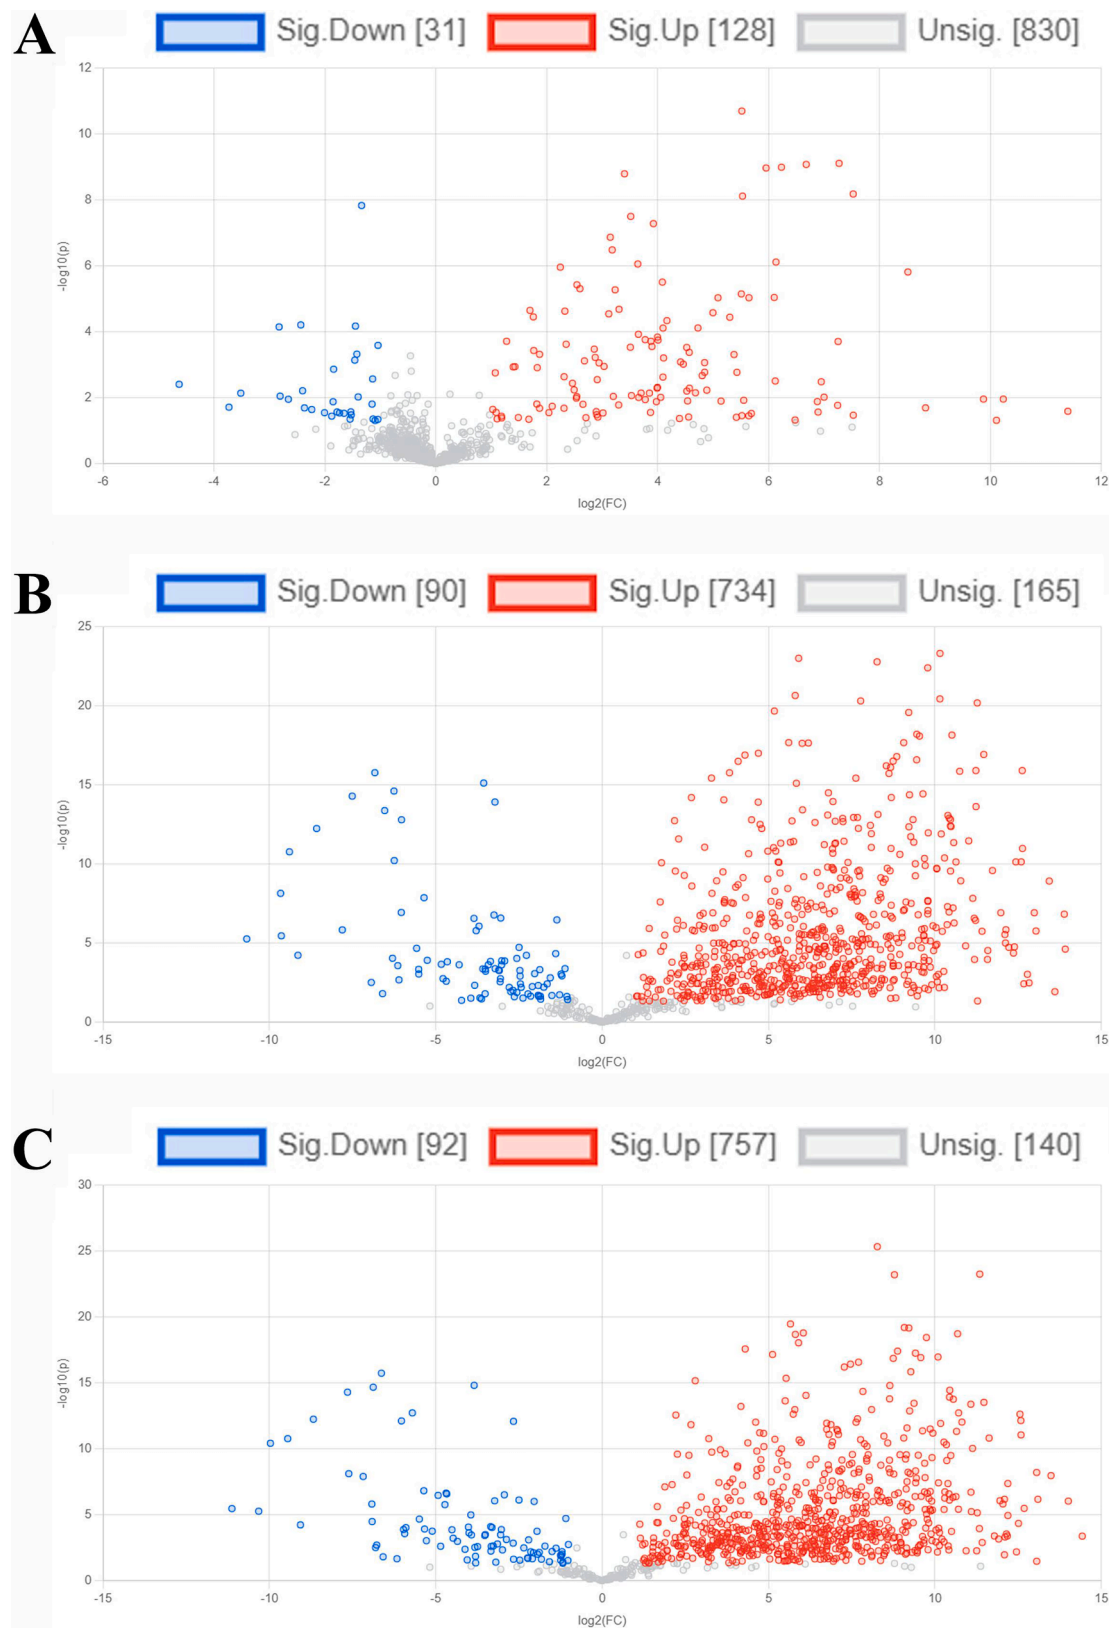 A
Sig.Down [31] Sig.Up [128] Unsig. [830]
12
10
8
6
4
2
0
-log10(p)
-6 -4 -2 0 2 4 6 8 10 12
log2(FC)
B
Sig.Down [90] Sig.Up [734] Unsig. [165]
25
20
15
10
5
0
-log10(p)
-15 -10 -5 0 5 10 15
log2(FC)
C
Sig.Down [92] Sig.Up [757] Unsig. [140]
30
25
20
15
10
5
0
-log10(p)
-15 -10 -5 0 5 10 15
log2(FC)